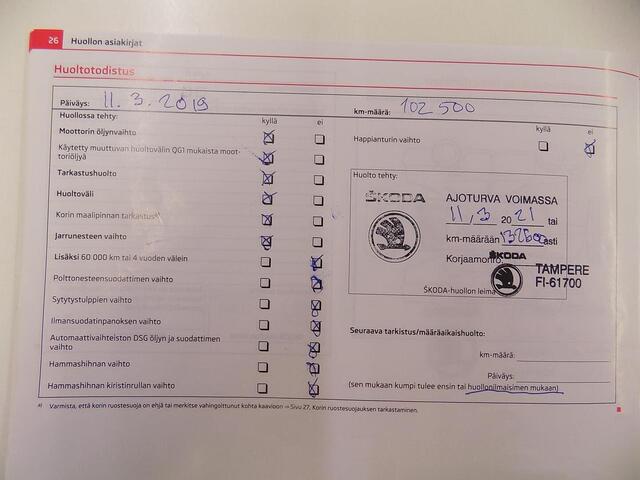 26 Huollon asiakirjat
Huoltotodistus
Päiväys: 11. 3. 2019
km-määrä: 102 500
Huollossa tehty:
kyllä ei
Moottorin öljynvaihto
Käytetty muuttuvan huoltovälin QG1 mukaista moot-
toriöljyä
Tarkastushuolto
Huoltoväli
Korin maalipinnan tarkastus a)
Jarrunesteen vaihto
Lisäksi 60 000 km tai 4 vuoden välein
Polttonesteensuodattimen vaihto
Sytytystulppien vaihto
Ilmansuodatinpanoksen vaihto
Automaattivaihteiston DSG öljyn ja suodattimen
vaihto
Hammashihnan vaihto
Hammashihnan kiristinrullan vaihto
kyllä ei
Happianturin vaihto
Huolto tehty:
ŠKODA
AJOTURVA VOIMASSA
11, 3 2021 tai
km-määrään 132500 asti
Korjaamonro.
ŠKODA
TAMPERE
FI-61700
ŠKODA-huollon leima
Seuraava tarkistus/määräaikaishuolto:
km-määrä:
Päiväys:
(sen mukaan kumpi tulee ensin tai huollonilmaisimen mukaan)
a) Varmista, että korin ruostesuoja on ehjä tai merkitse vahingoittunut kohta kaavioon ⇒ Sivu 27, Korin ruostesuojauksen tarkastaminen.